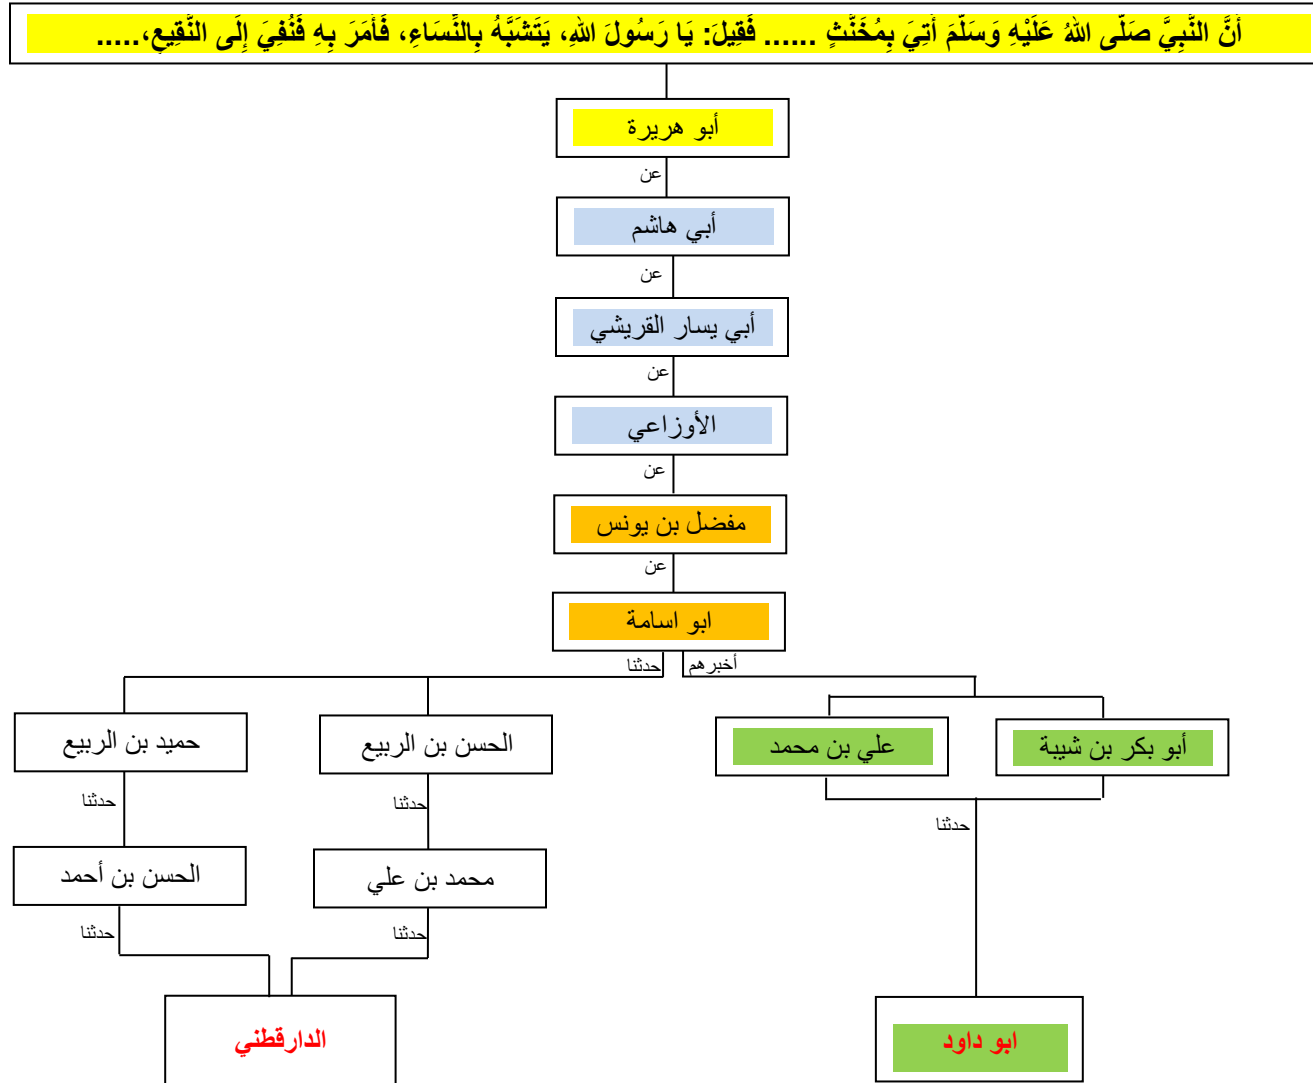 أَنَّ النَّبِيَّ صَلَّى اللهُ عَلَيْهِ وَسَلَّمَ أُتِيَ بِمُخَنَّثٍ ...... فَقِيلَ: يَا رَسُولَ اللهِ، يَتَشَبَّهُ بِالنِّسَاءِ، فَأَمَرَ بِهِ فَنُفِيَ إِلَى النَّقِيعِ،.....
أبو هريرة
عن
أبي هاشم
عن
أبي يسار القريشي
عن
الأوزاعي
عن
مفضل بن يونس
عن
ابو اسامة
أخبرهم
حدثنا
أبو بكر بن شيبة
علي بن محمد
الحسن بن الربيع
حميد بن الربيع
حدثنا
حدثنا
حدثنا
محمد بن علي
الحسن بن أحمد
حدثنا
حدثنا
ابو داود
الدارقطني